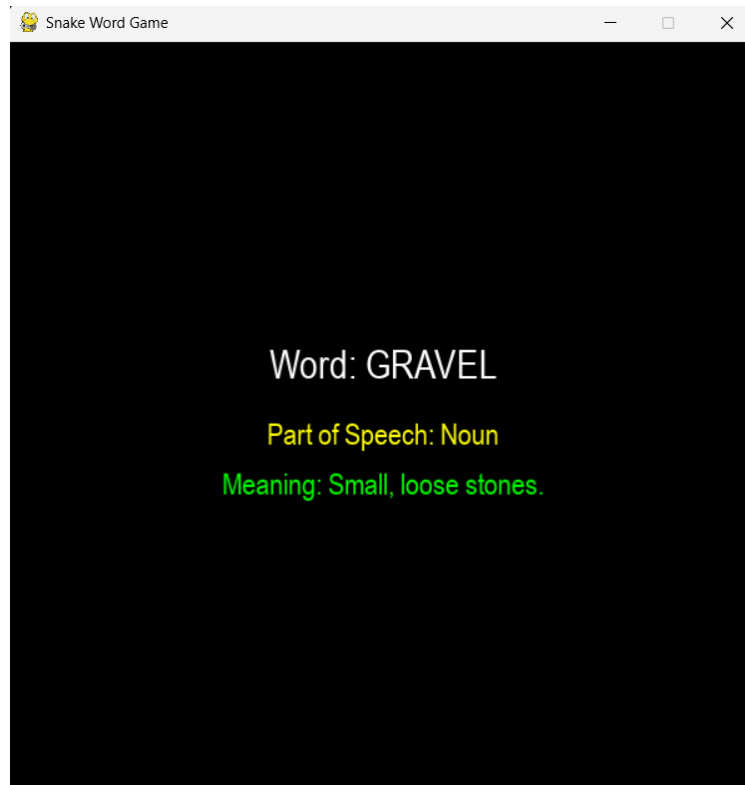 Snake Word Game
Word: GRAVEL
Part of Speech: Noun
Meaning: Small, loose stones.